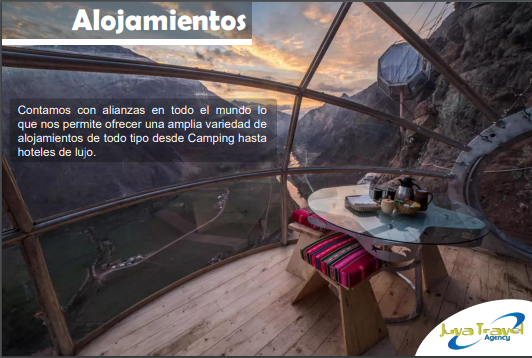 Alojamientos
Contamos con alianzas en todo el mundo lo
que nos permite ofrecer una amplia variedad de
alojamientos de todo tipo desde Camping hasta
hoteles de lujo.
Juva Travel
Agency